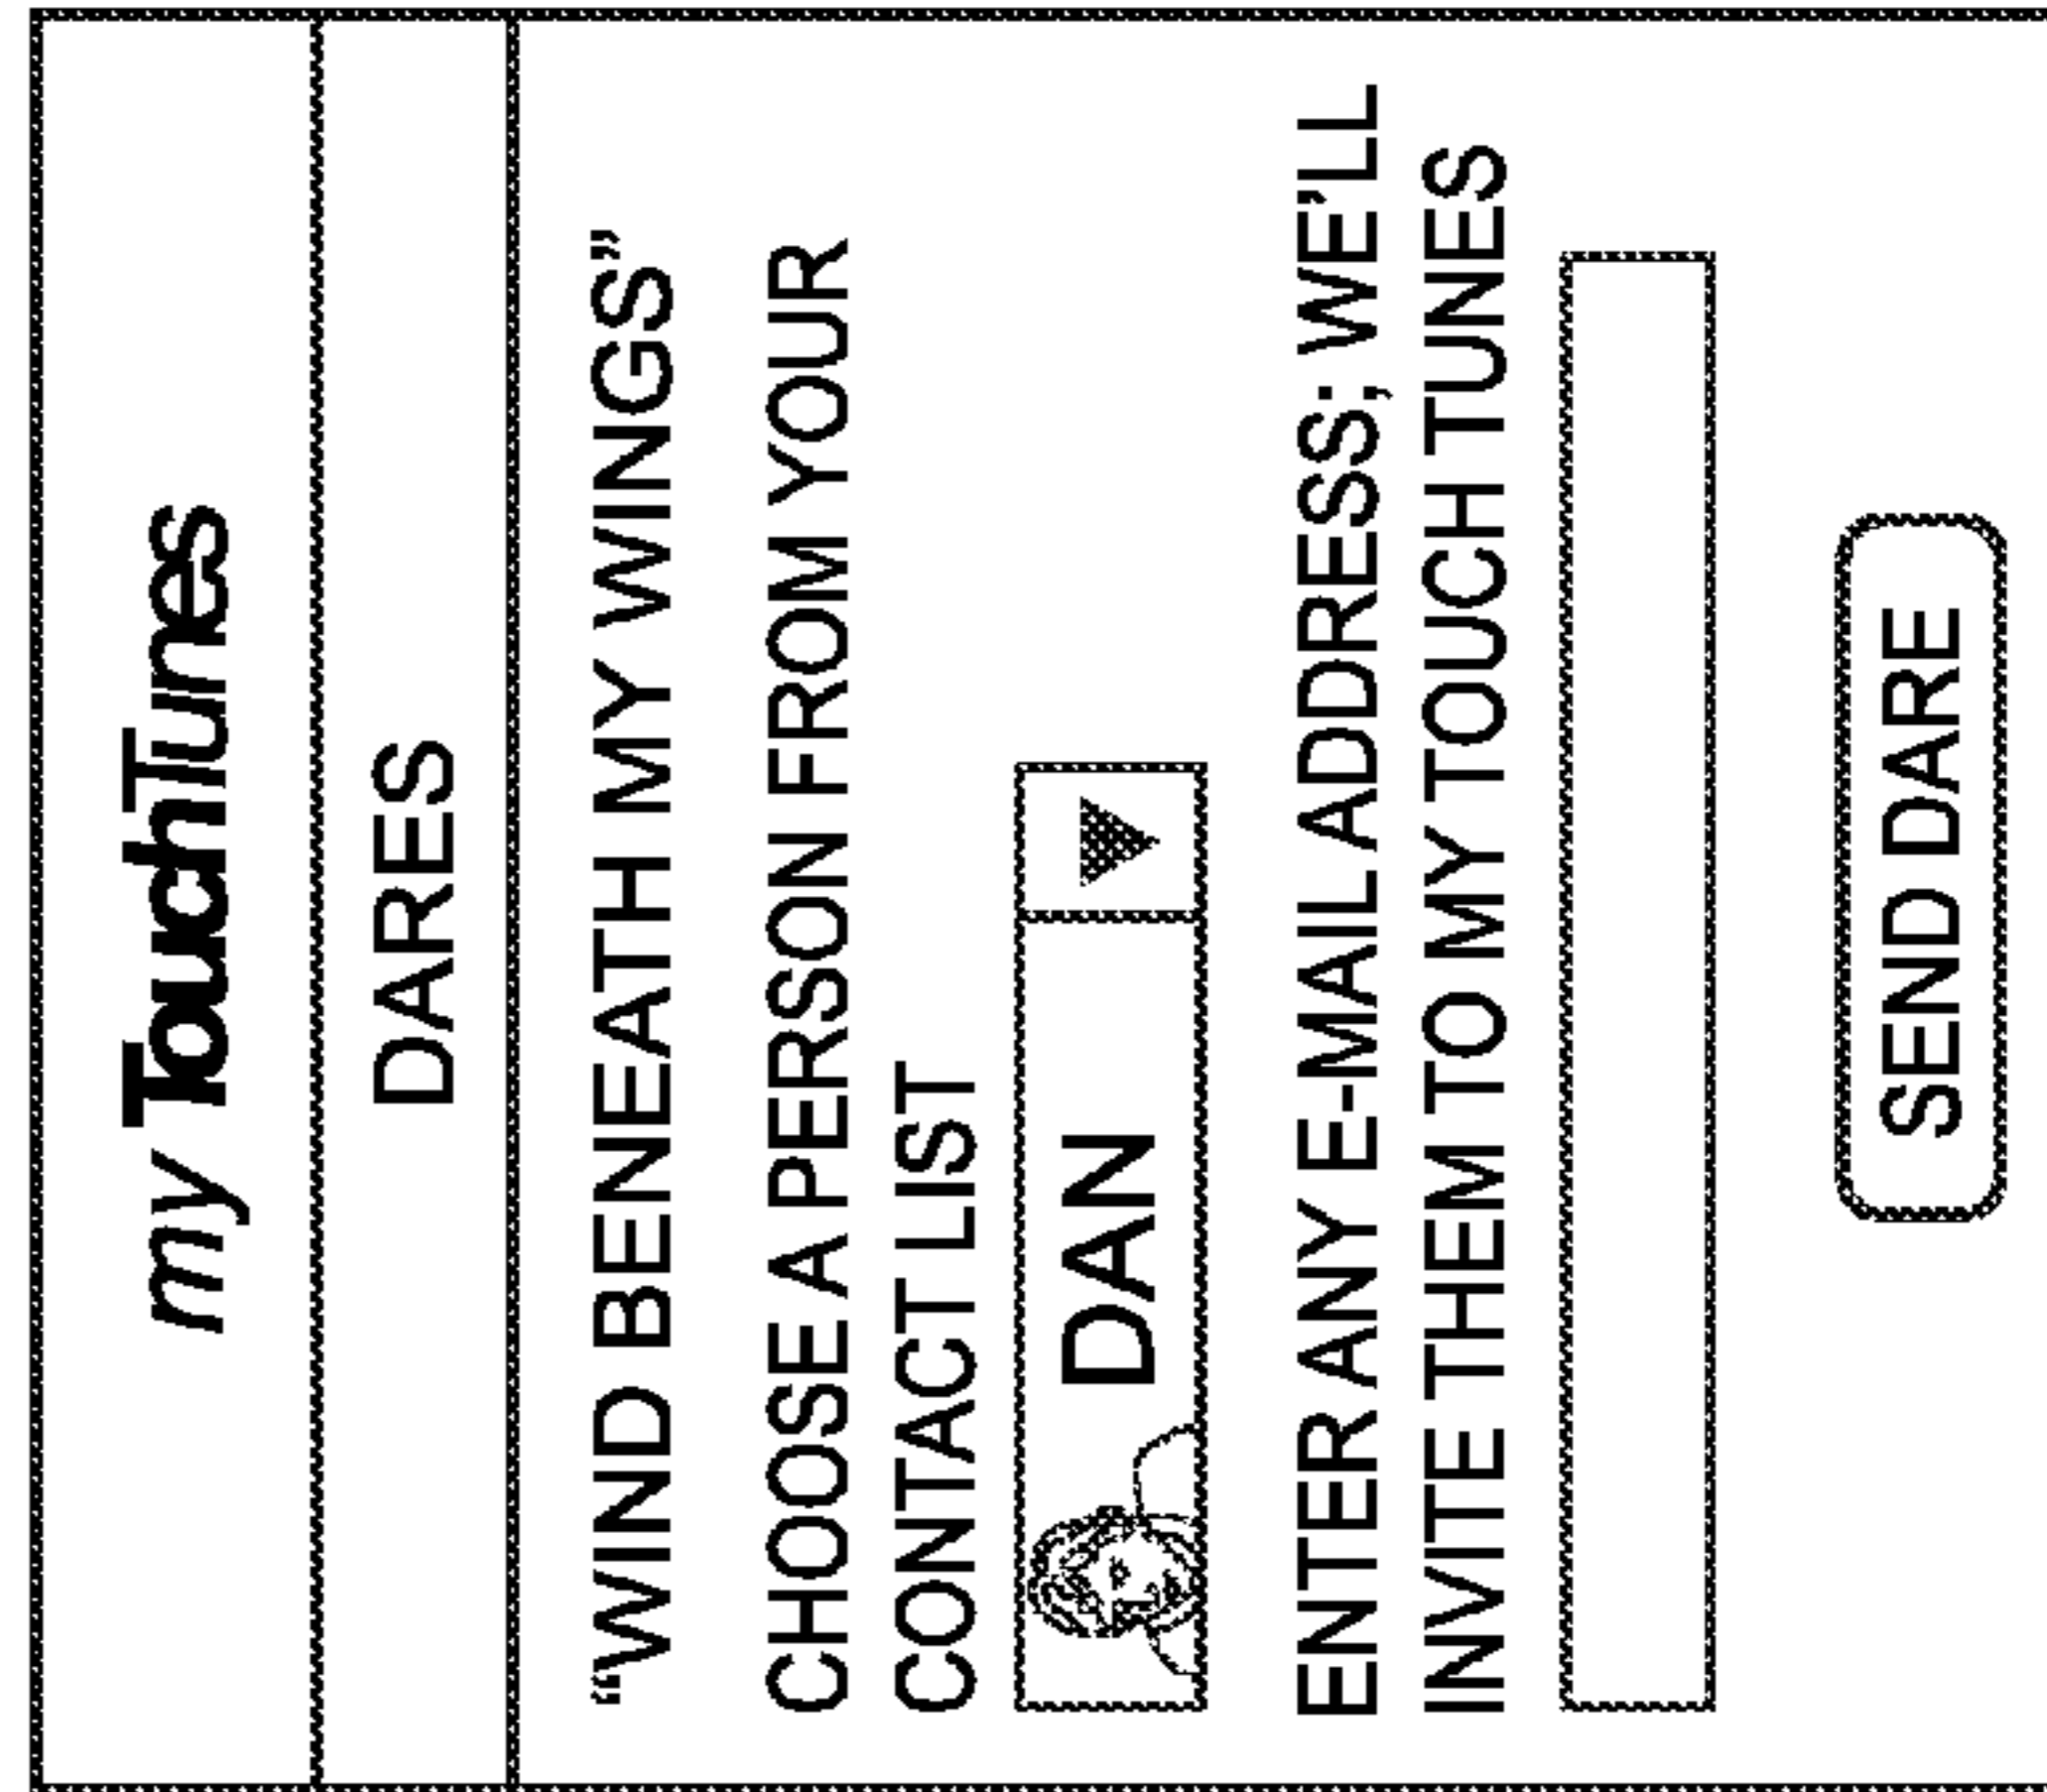 my TouchTunes
DARES
“WIND BENEATH MY WINGS”
CHOOSE A PERSON FROM YOUR
CONTACT LIST
DAN
ENTER ANY E-MAIL ADDRESS; WE’LL
INVITE THEM TO MY TOUCH TUNES
SEND DARE